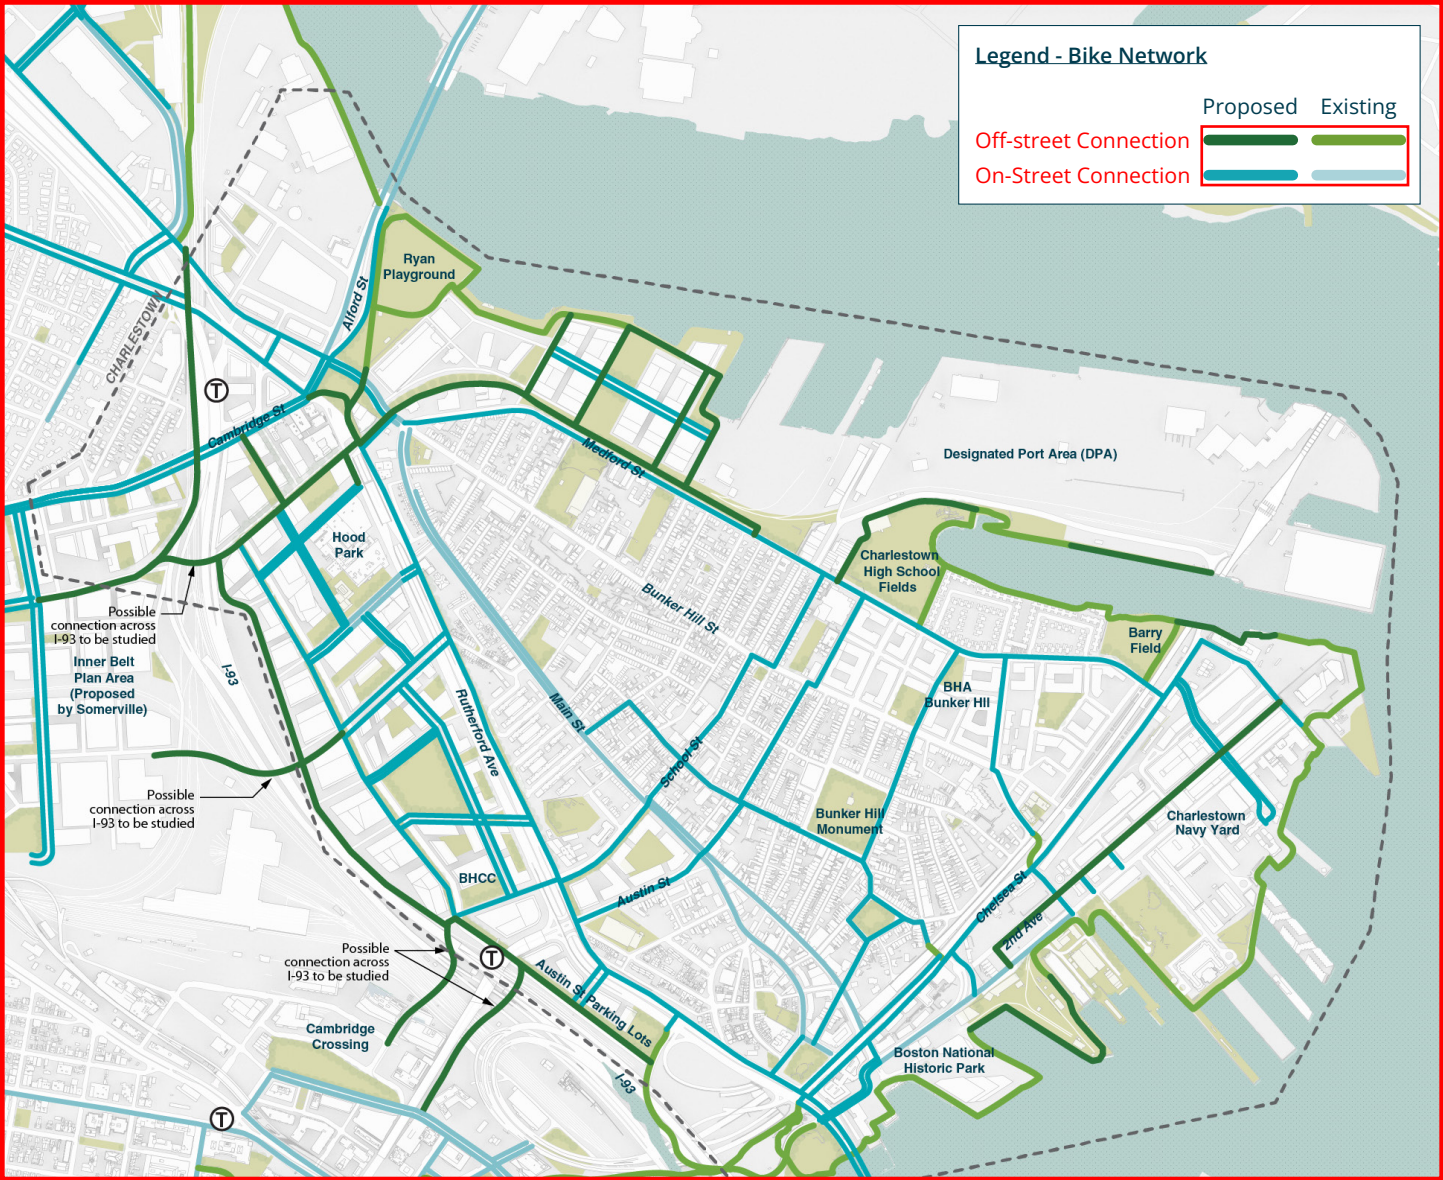 Legend - Bike Network
Proposed Existing
Off-street Connection
On-Street Connection
Ryan
Playground
Alford St
CHARLESTOWN
T
Cambridge St
Medford St
Designated Port Area (DPA)
Hood
Park
Charlestown
High School
Fields
Bunker Hill St
Possible
connection across
I-93 to be studied
Barry
Field
Inner Belt
Plan Area
(Proposed
by Somerville)
I-93
BHA
Bunker Hll
Rutherford Ave
Main St
School St
Possible
connection across
I-93 to be studied
Bunker Hill
Monument
Charlestown
Navy Yard
BHCC
Austin St
Chelsea St
2nd Ave
Possible
connection across
I-93 to be studied
T
Austin St Parking Lots
Cambridge
Crossing
Boston National
Historic Park
I-93
T